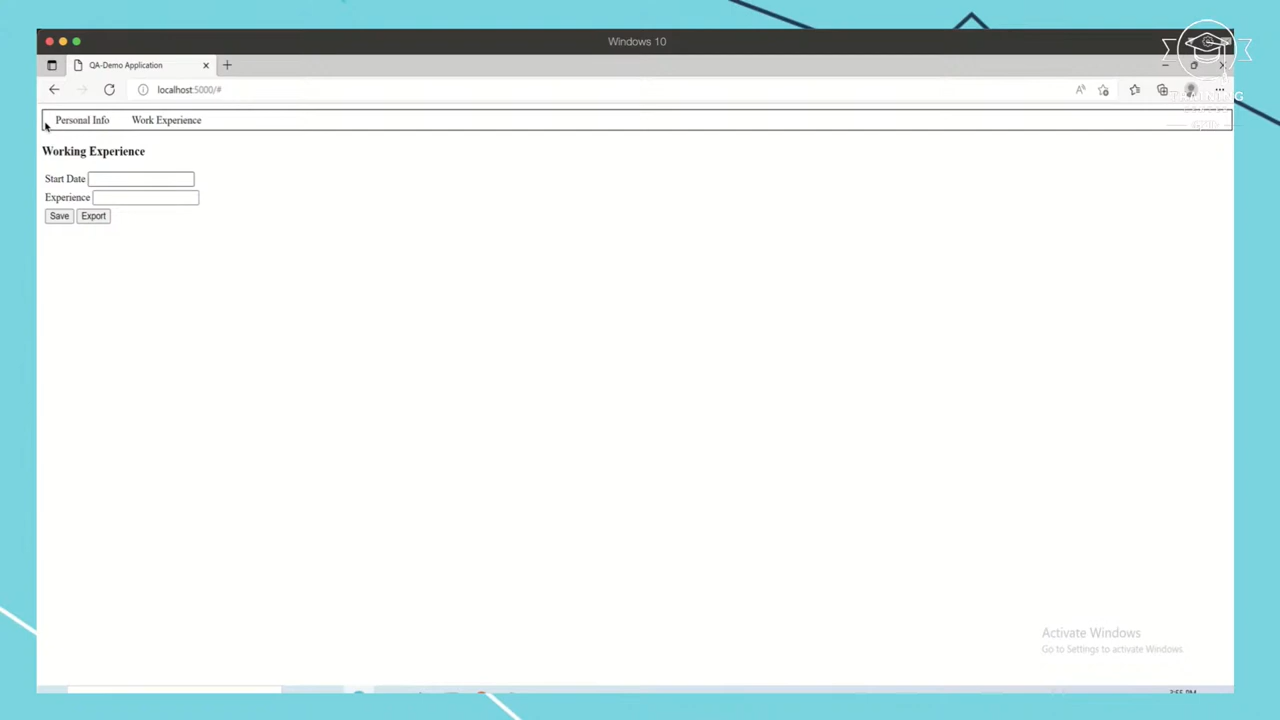 Windows 10
QA-Demo Application
localhost:5000/#
Personal Info
Work Experience
Working Experience
Start Date
Experience
Save
Export
Activate Windows
Go to Settings to activate Windows.